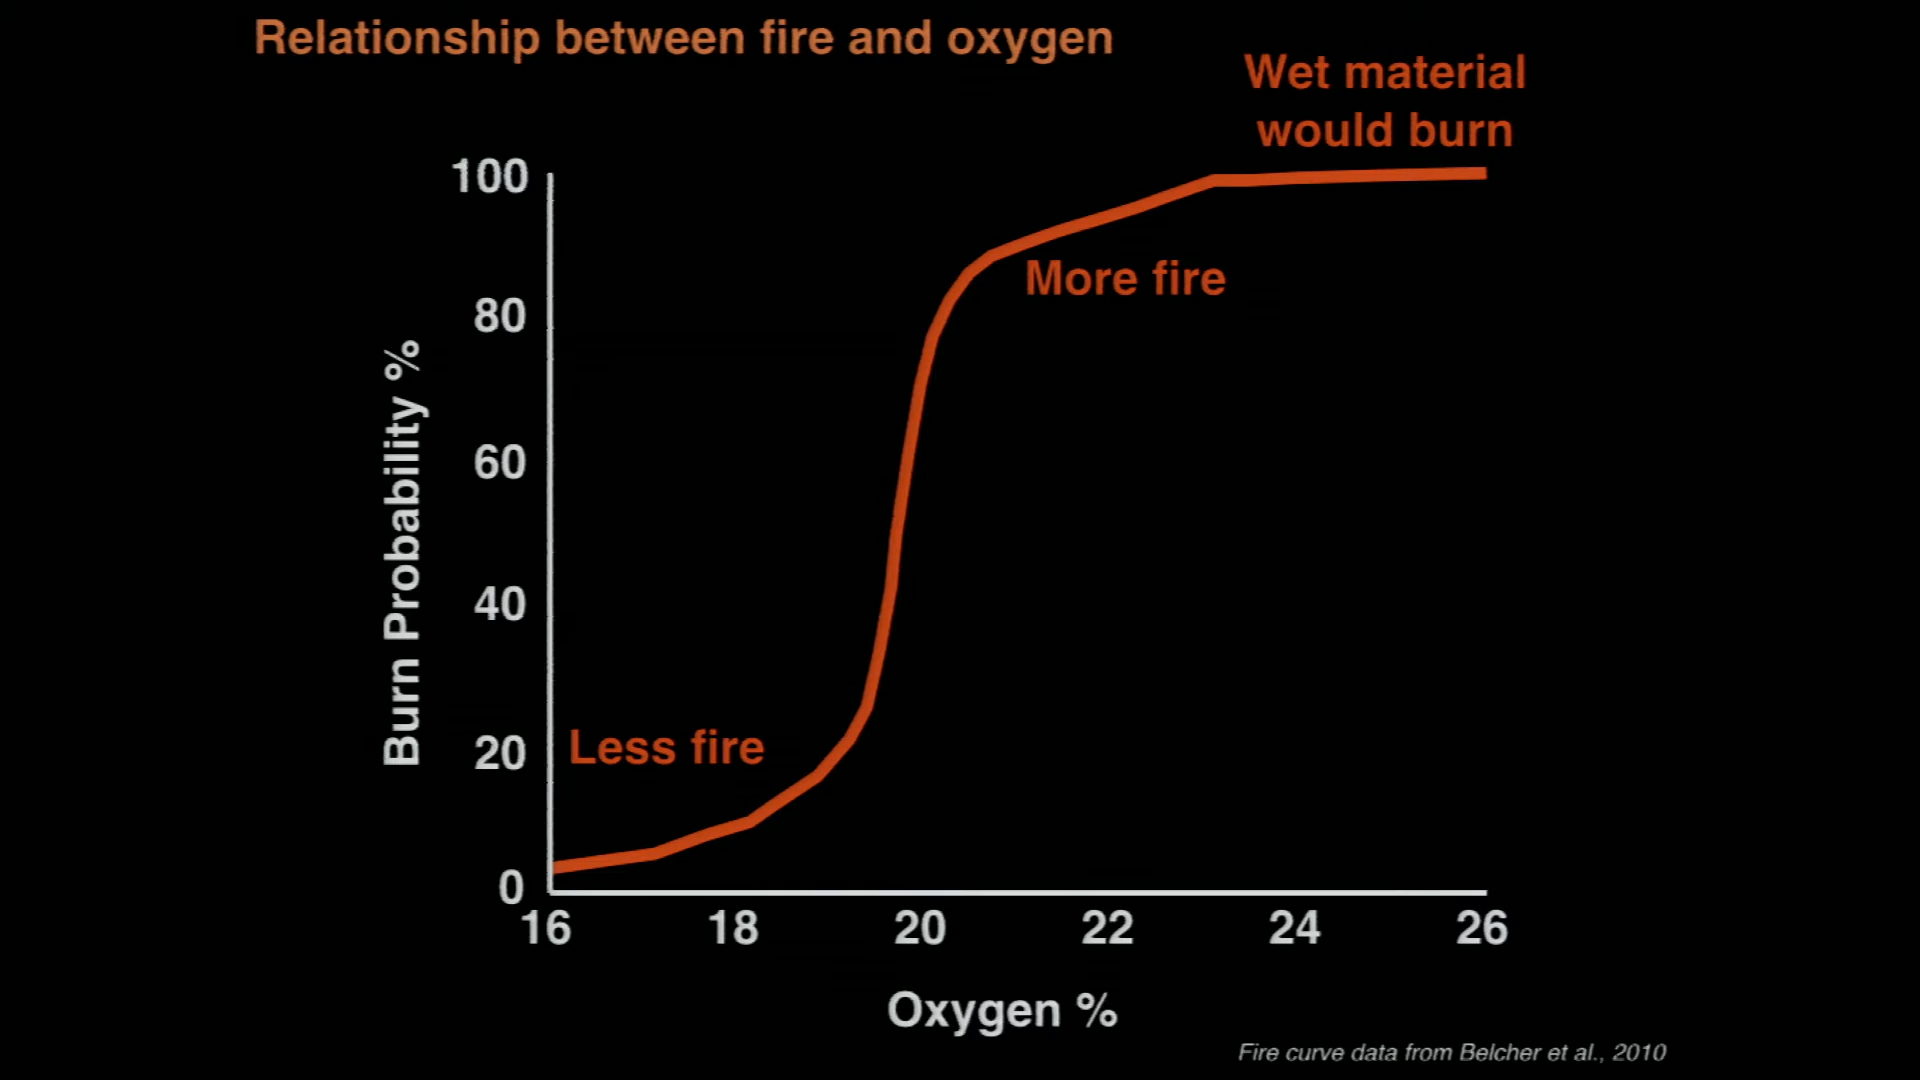 Relationship between fire and oxygen
Wet material
would burn
100
80
60
40
20
0
Burn Probability %
More fire
Less fire
16 18 20 22 24 26
Oxygen %
Fire curve data from Belcher et al., 2010